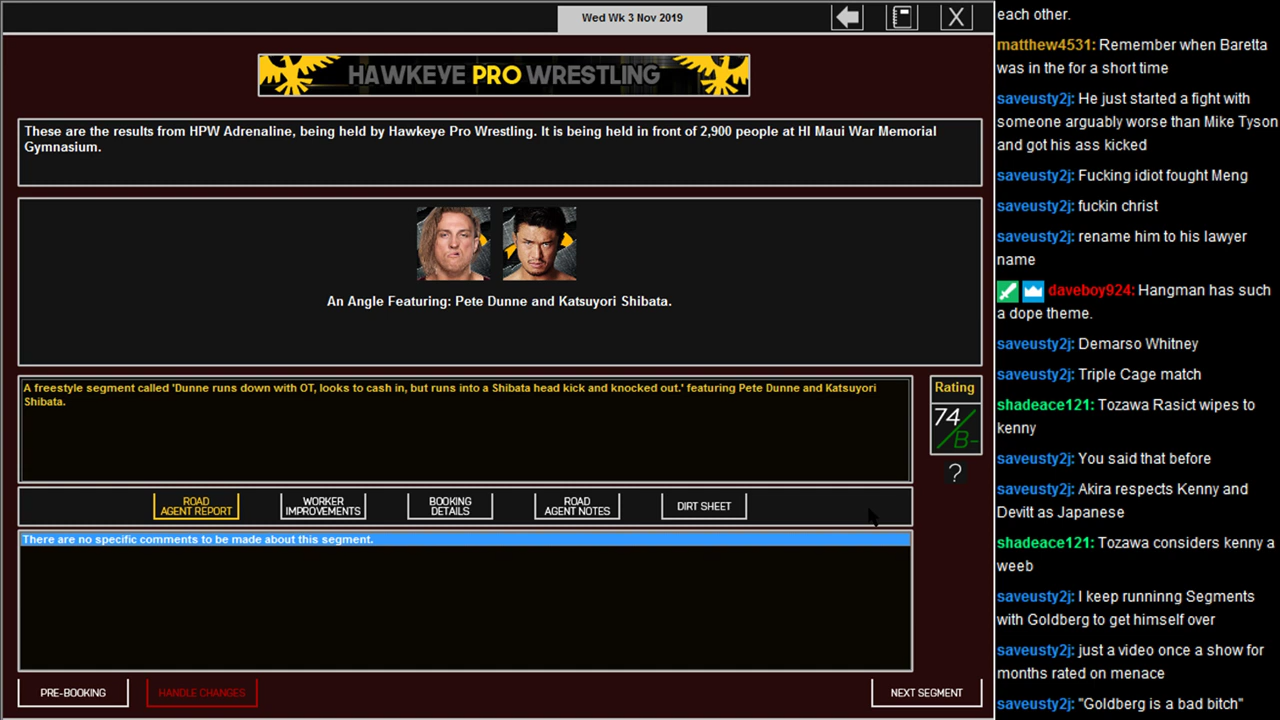 Wed Wk 3 Nov 2019
X
HAWKEYE PRO WRESTLING
These are the results from HPW Adrenaline, being held by Hawkeye Pro Wrestling. It is being held in front of 2,900 people at HI Maui War Memorial
Gymnasium.
An Angle Featuring: Pete Dunne and Katsuyori Shibata.
A freestyle segment called 'Dunne runs down with OT, looks to cash in, but runs into a Shibata head kick and knocked out.' featuring Pete Dunne and Katsuyori
Shibata.
Rating
74
B-
?
ROAD
AGENT REPORT
WORKER
IMPROVEMENTS
BOOKING
DETAILS
ROAD
AGENT NOTES
DIRT SHEET
There are no specific comments to be made about this segment.
PRE-BOOKING
HANDLE CHANGES
NEXT SEGMENT
each other.
matthew4531: Remember when Baretta
was in the for a short time
saveusty2j: He just started a fight with
someone arguably worse than Mike Tyson
and got his ass kicked
saveusty2j: Fucking idiot fought Meng
saveusty2j: fuckin christ
saveusty2j: rename him to his lawyer
name
daveboy924: Hangman has such
a dope theme.
saveusty2j: Demarso Whitney
saveusty2j: Triple Cage match
shadeace121: Tozawa Rasict wipes to
kenny
saveusty2j: You said that before
saveusty2j: Akira respects Kenny and
Devitt as Japanese
shadeace121: Tozawa considers kenny a
weeb
saveusty2j: I keep runninng Segments
with Goldberg to get himself over
saveusty2j: just a video once a show for
months rated on menace
saveusty2j: "Goldberg is a bad bitch"